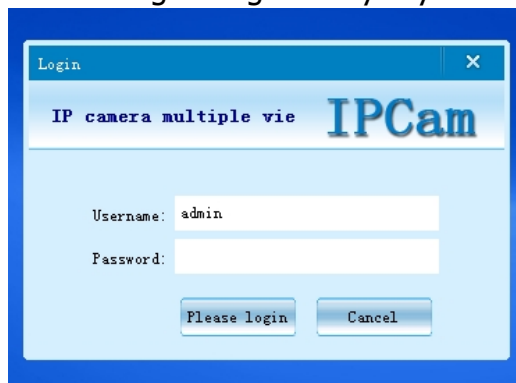 Login
IP camera multiple vie IPCam
Username: admin
Password:
Please login Cancel